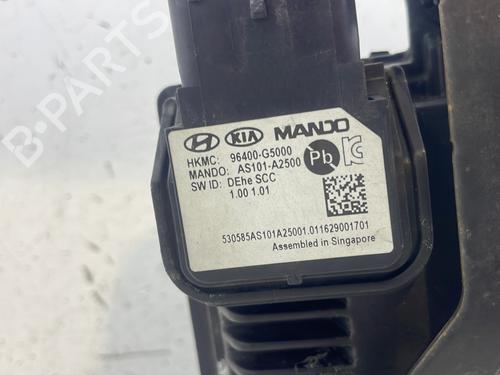 HYUNDAI KIA MANDO
HKMC: 96400-G5000
MANDO: AS101-A2500
SW ID: DEhe SCC
1.00 1.01
Pb
530585AS101A25001.011629001701
Assembled in Singapore